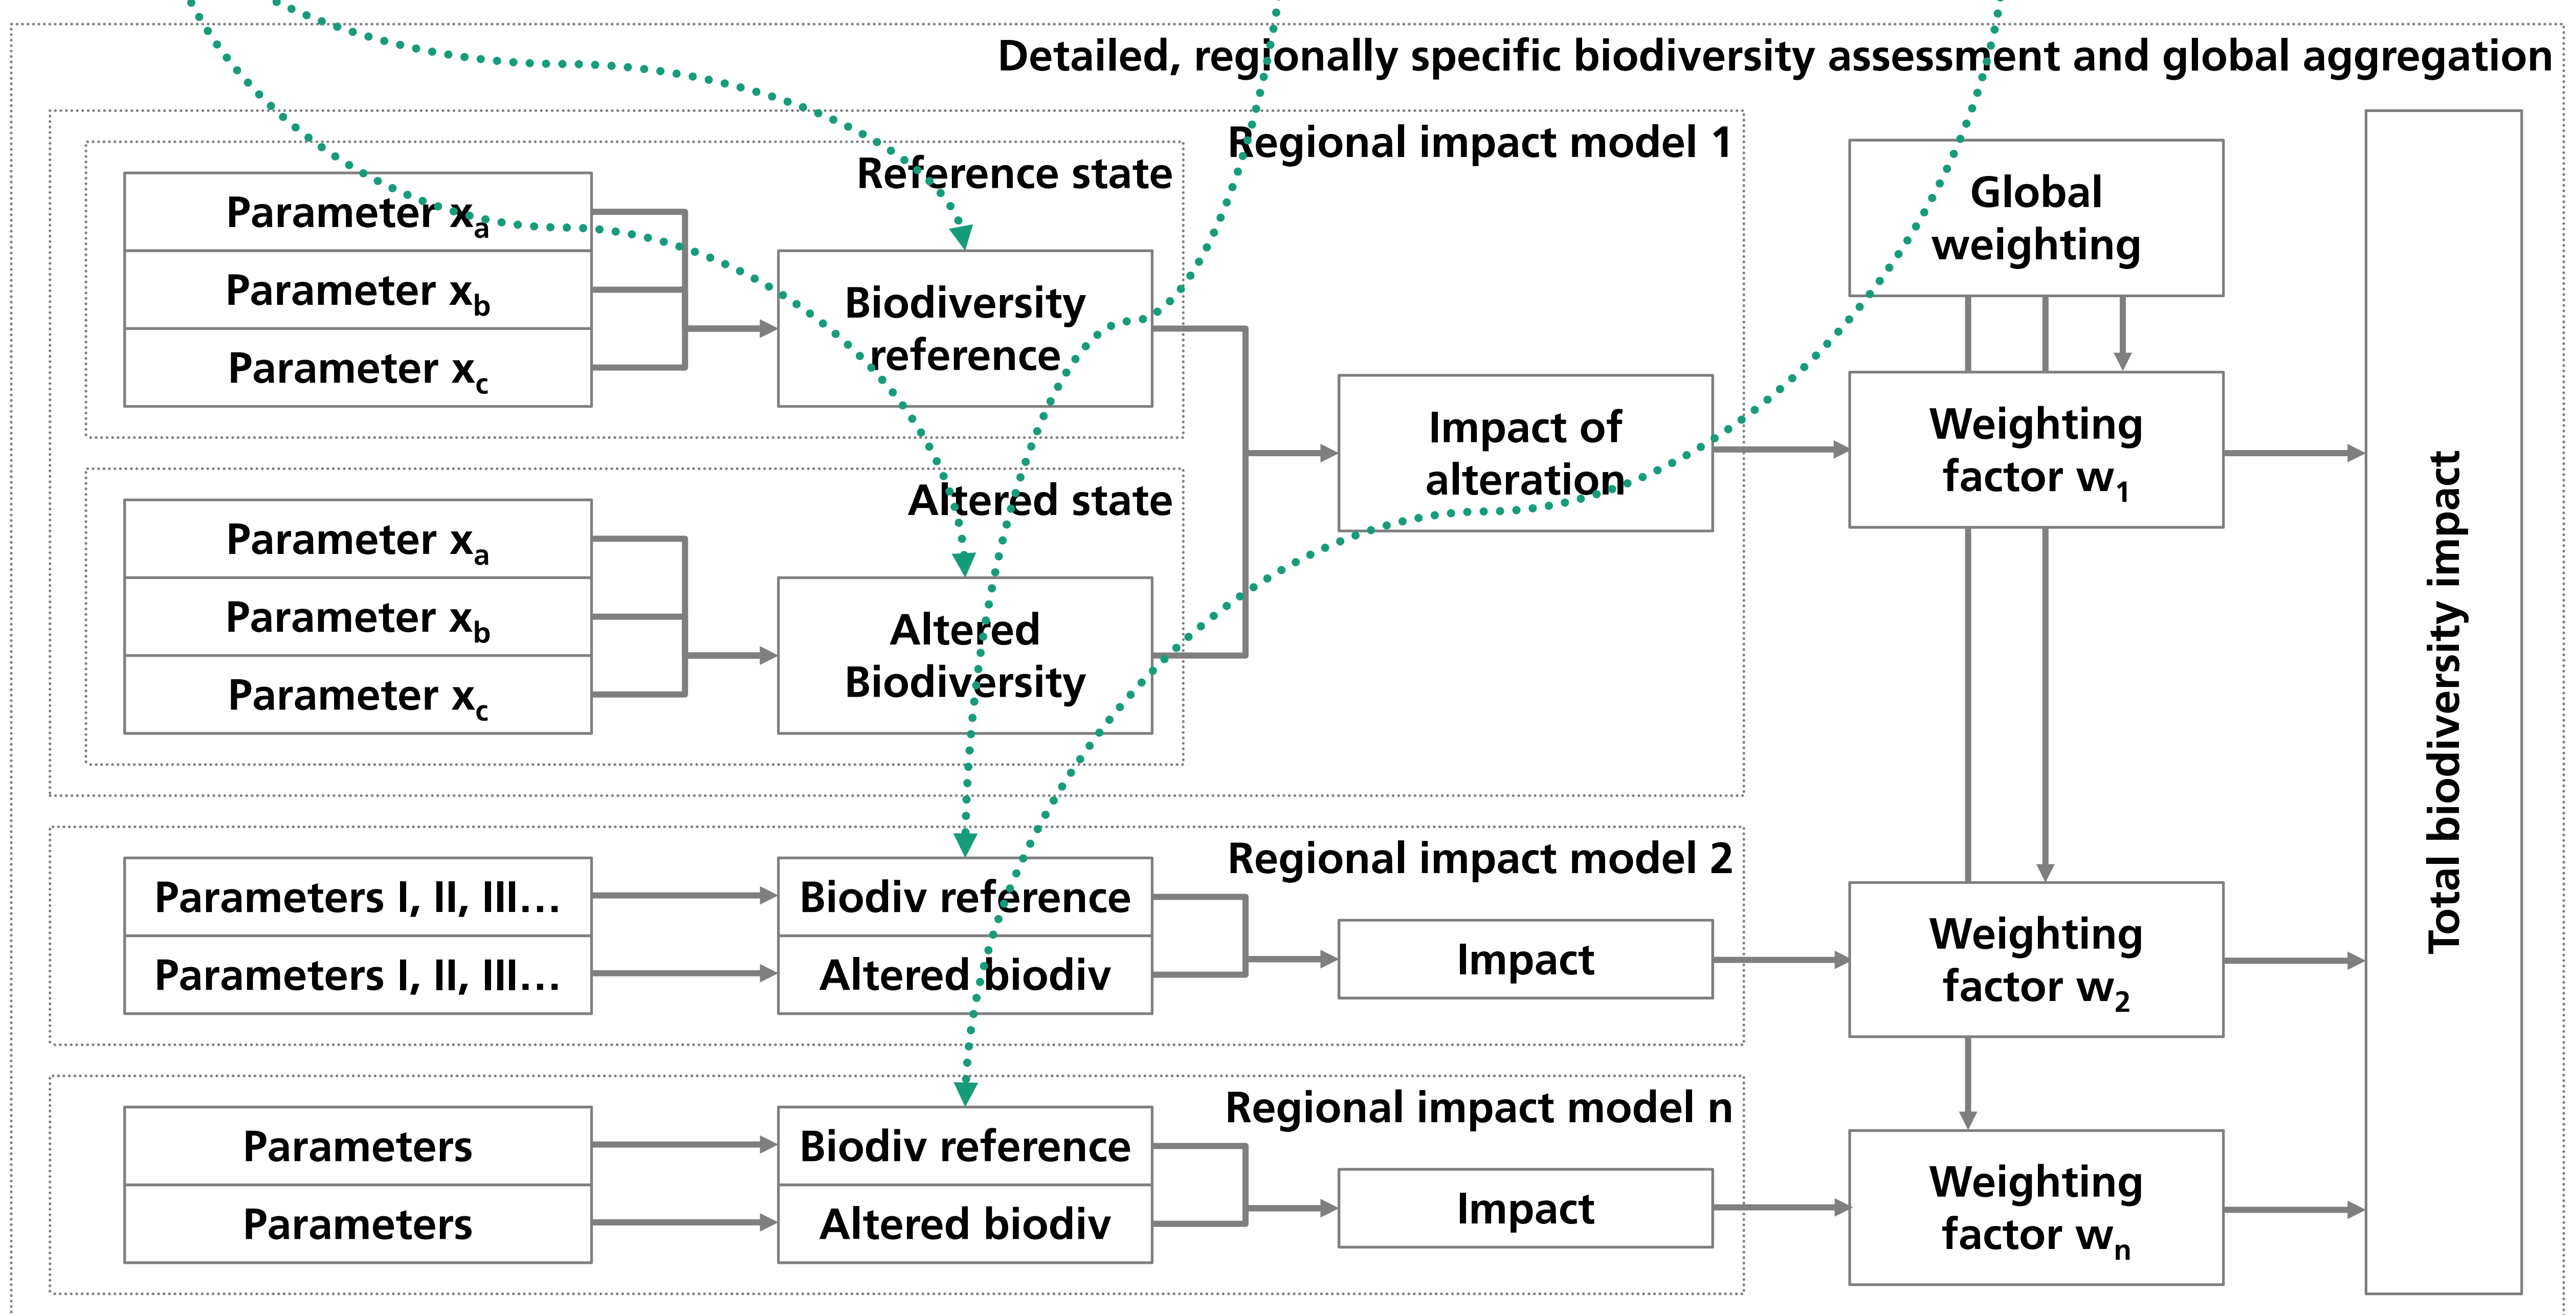 Detailed, regionally specific biodiversity assessment and global aggregation
Regional impact model 1
Reference state
Parameter xa
Parameter xb
Parameter xc
Biodiversity
reference
Altered state
Parameter xa
Parameter xb
Parameter xc
Altered
Biodiversity
Impact of
alteration
Global
weighting
Weighting
factor w1
Regional impact model 2
Parameters I, II, III...
Parameters I, II, III...
Biodiv reference
Altered biodiv
Impact
Weighting
factor w2
Regional impact model n
Parameters
Parameters
Biodiv reference
Altered biodiv
Impact
Weighting
factor wn
Total biodiversity impact